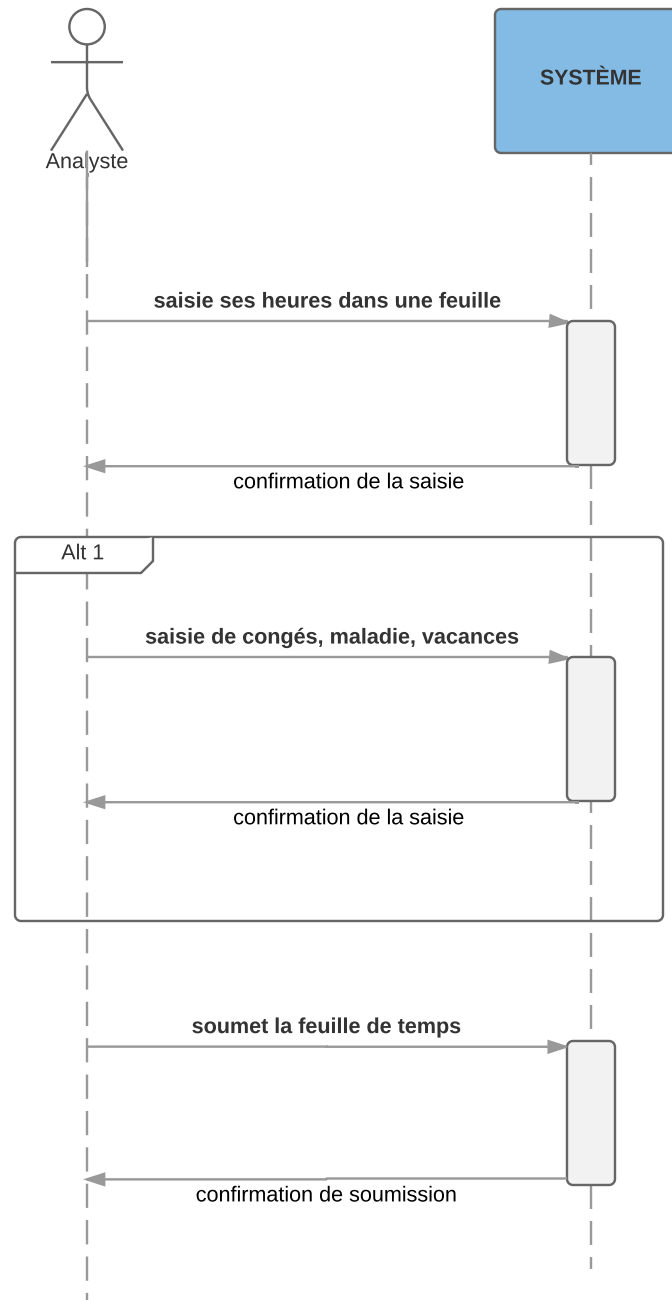 SYSTÈME
Analyste
saisie ses heures dans une feuille
confirmation de la saisie
Alt 1
saisie de congés, maladie, vacances
confirmation de la saisie
soumet la feuille de temps
confirmation de soumission